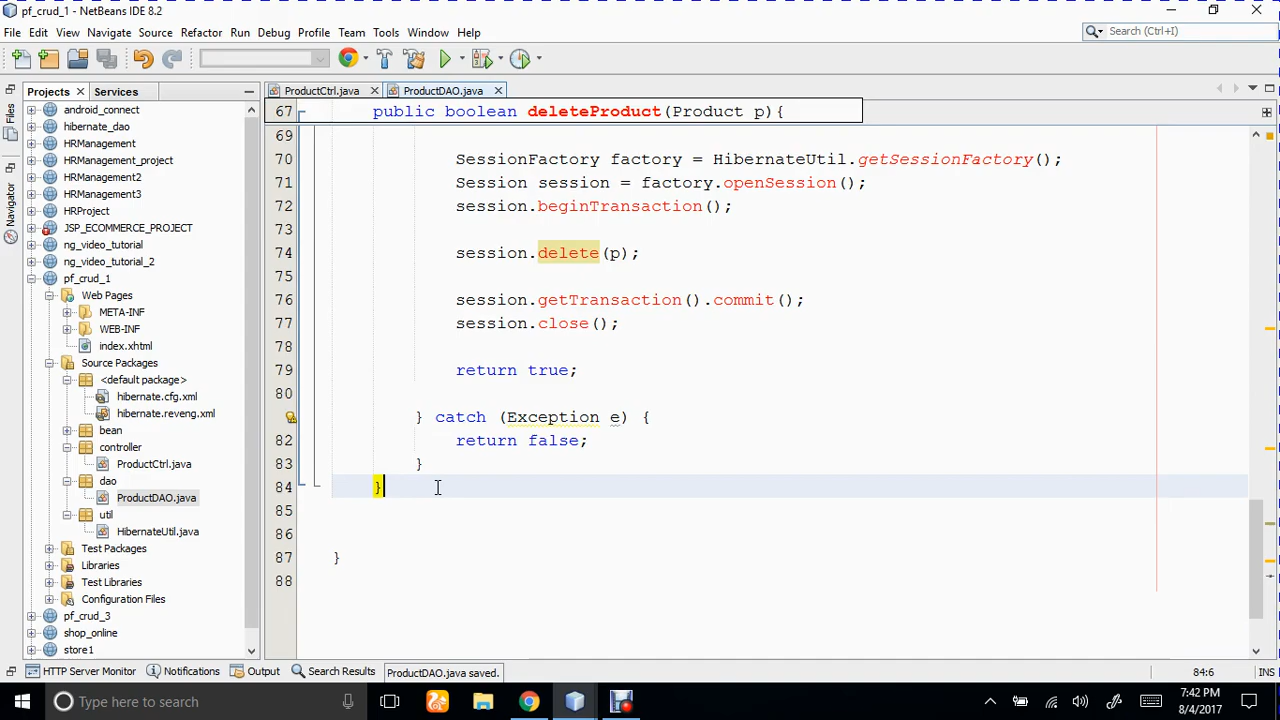 pf_crud_1 - NetBeans IDE 8.2
File Edit View Navigate Source Refactor Run Debug Profile Team Tools Window Help
Search (Ctrl+I)
Projects Services
ProductCtrl.java ProductDAO.java
Files
Navigator
android_connect
hibernate_dao
HRManagement
HRManagement_project
HRManagement2
HRManagement3
HRProject
JSP_ECOMMERCE_PROJECT
ng_video_tutorial
ng_video_tutorial_2
pf_crud_1
Web Pages
META-INF
WEB-INF
index.xhtml
Source Packages
<default package>
hibernate.cfg.xml
hibernate.reveng.xml
bean
controller
ProductCtrl.java
dao
ProductDAO.java
util
HibernateUtil.java
Test Packages
Libraries
Test Libraries
Configuration Files
pf_crud_3
shop_online
store1
67 public boolean deleteProduct(Product p){
69
70 SessionFactory factory = HibernateUtil.getSessionFactory();
71 Session session = factory.openSession();
72 session.beginTransaction();
73
74 session.delete(p);
75
76 session.getTransaction().commit();
77 session.close();
78
79 return true;
80
} catch (Exception e) {
82 return false;
83 }
84 }
85
86
87 }
88
HTTP Server Monitor Notifications Output Search Results ProductDAO.java saved. 84:6 INS
Type here to search
7:42 PM
8/4/2017